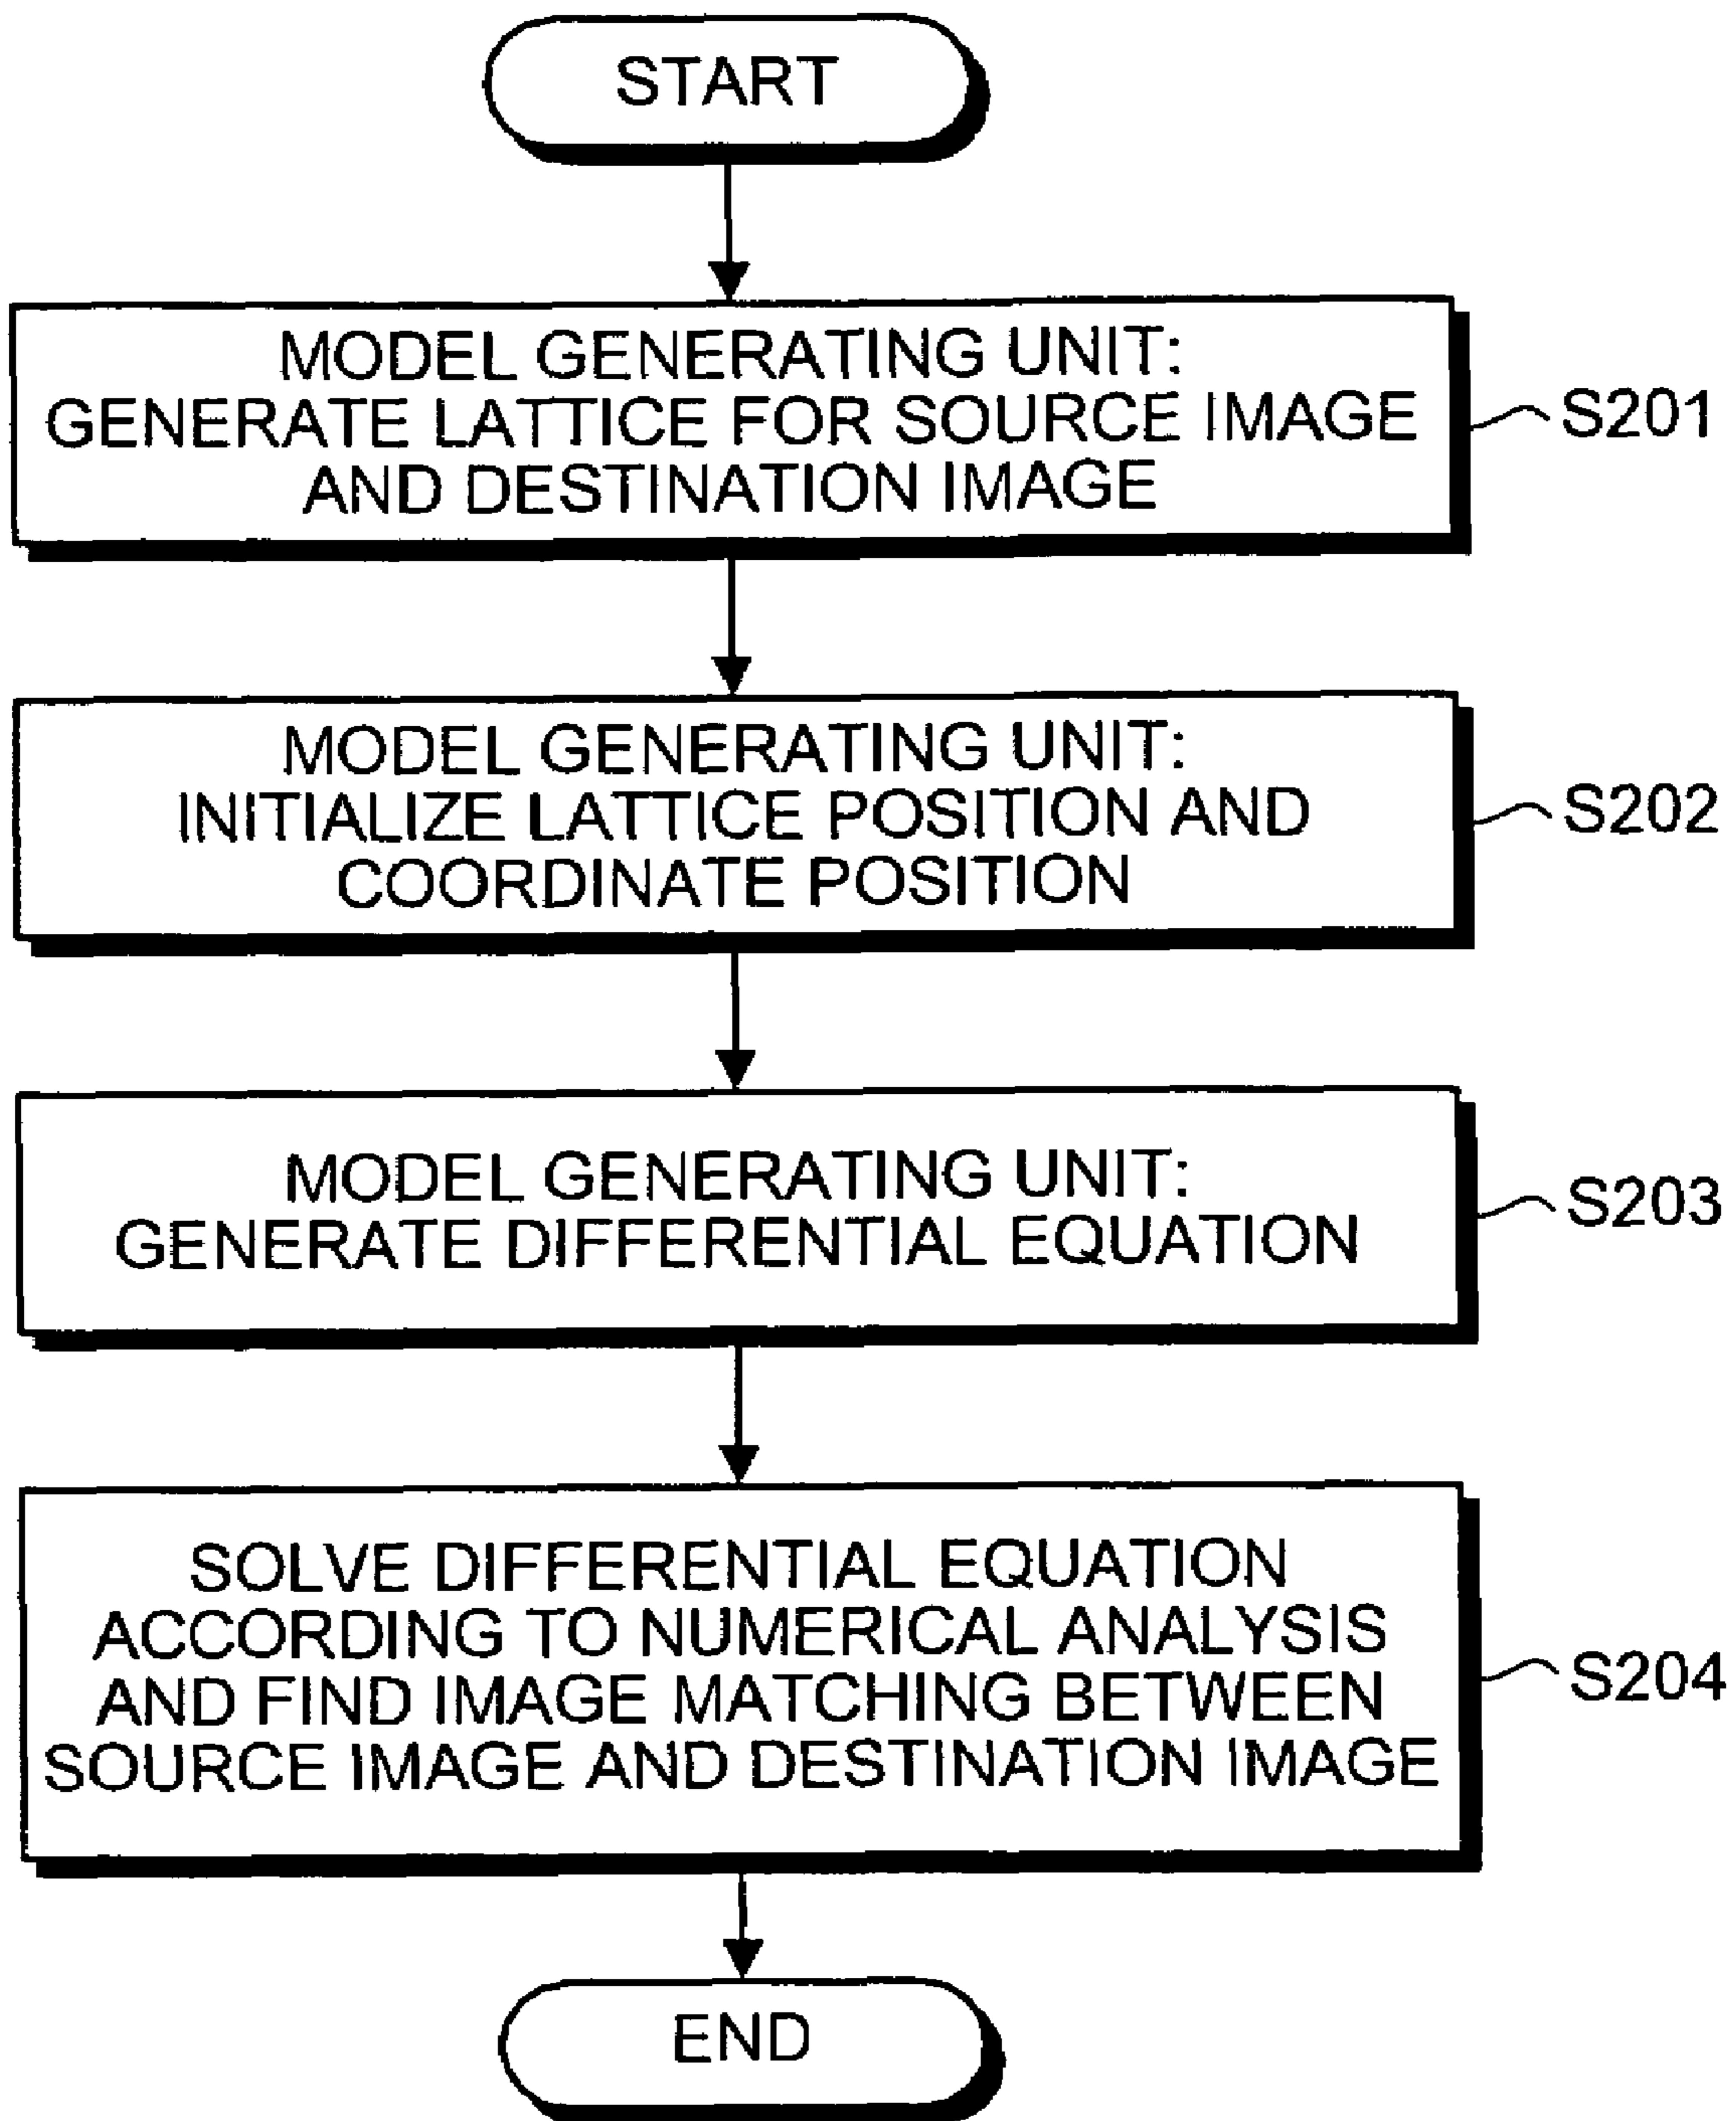 START
MODEL GENERATING UNIT:
GENERATE LATTICE FOR SOURCE IMAGE
AND DESTINATION IMAGE
S201
MODEL GENERATING UNIT:
INITIALIZE LATTICE POSITION AND
COORDINATE POSITION
S202
MODEL GENERATING UNIT:
GENERATE DIFFERENTIAL EQUATION
S203
SOLVE DIFFERENTIAL EQUATION
ACCORDING TO NUMERICAL ANALYSIS
AND FIND IMAGE MATCHING BETWEEN
SOURCE IMAGE AND DESTINATION IMAGE
S204
END